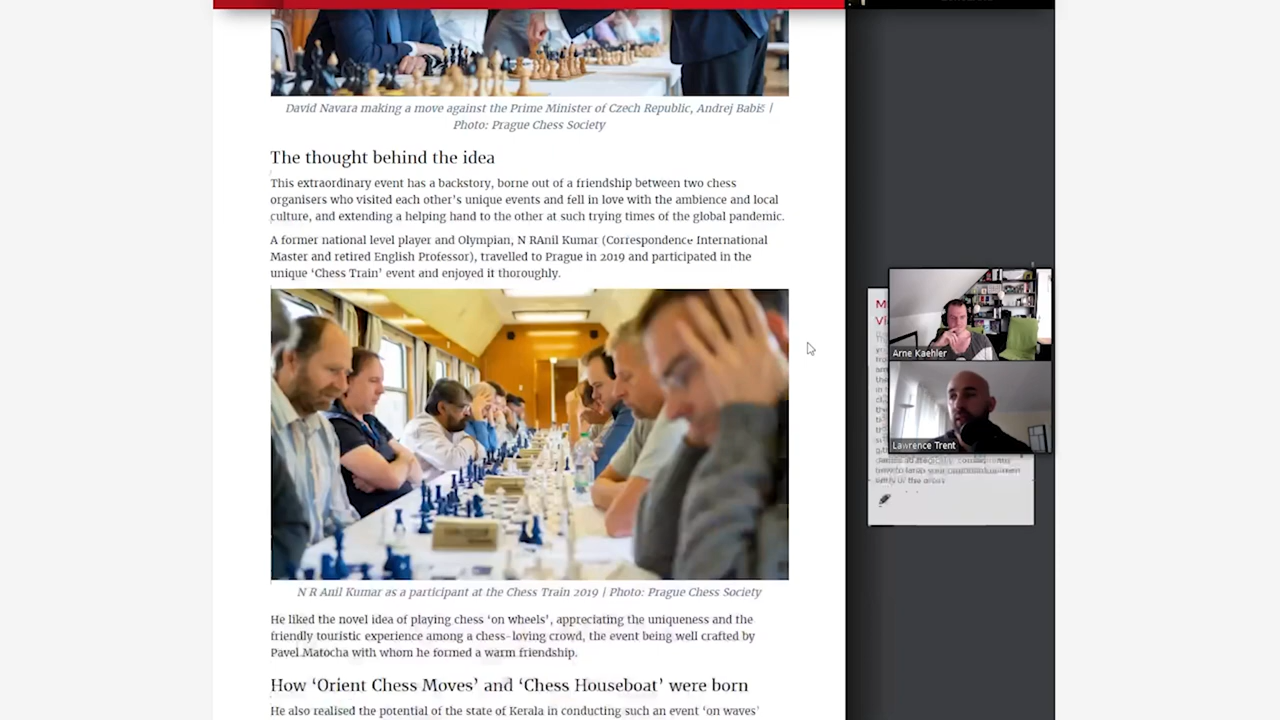 David Navara making a move against the Prime Minister of Czech Republic, Andrej Babiš |
Photo: Prague Chess Society
The thought behind the idea
This extraordinary event has a backstory, borne out of a friendship between two chess
organisers who visited each other's unique events and fell in love with the ambience and local
culture, and extending a helping hand to the other at such trying times of the global pandemic.
A former national level player and Olympian, N RAnil Kumar (Correspondence International
Master and retired English Professor), travelled to Prague in 2019 and participated in the
unique ‘Chess Train’ event and enjoyed it thoroughly.
N R Anil Kumar as a participant at the Chess Train 2019 | Photo: Prague Chess Society
He liked the novel idea of playing chess ‘on wheels’, appreciating the uniqueness and the
friendly touristic experience among a chess-loving crowd, the event being well crafted by
Pavel Matocha with whom he formed a warm friendship.
How ‘Orient Chess Moves’ and ‘Chess Houseboat’ were born
He also realised the potential of the state of Kerala in conducting such an event ‘on waves’
Arne Kaehler
Lawrence Trent